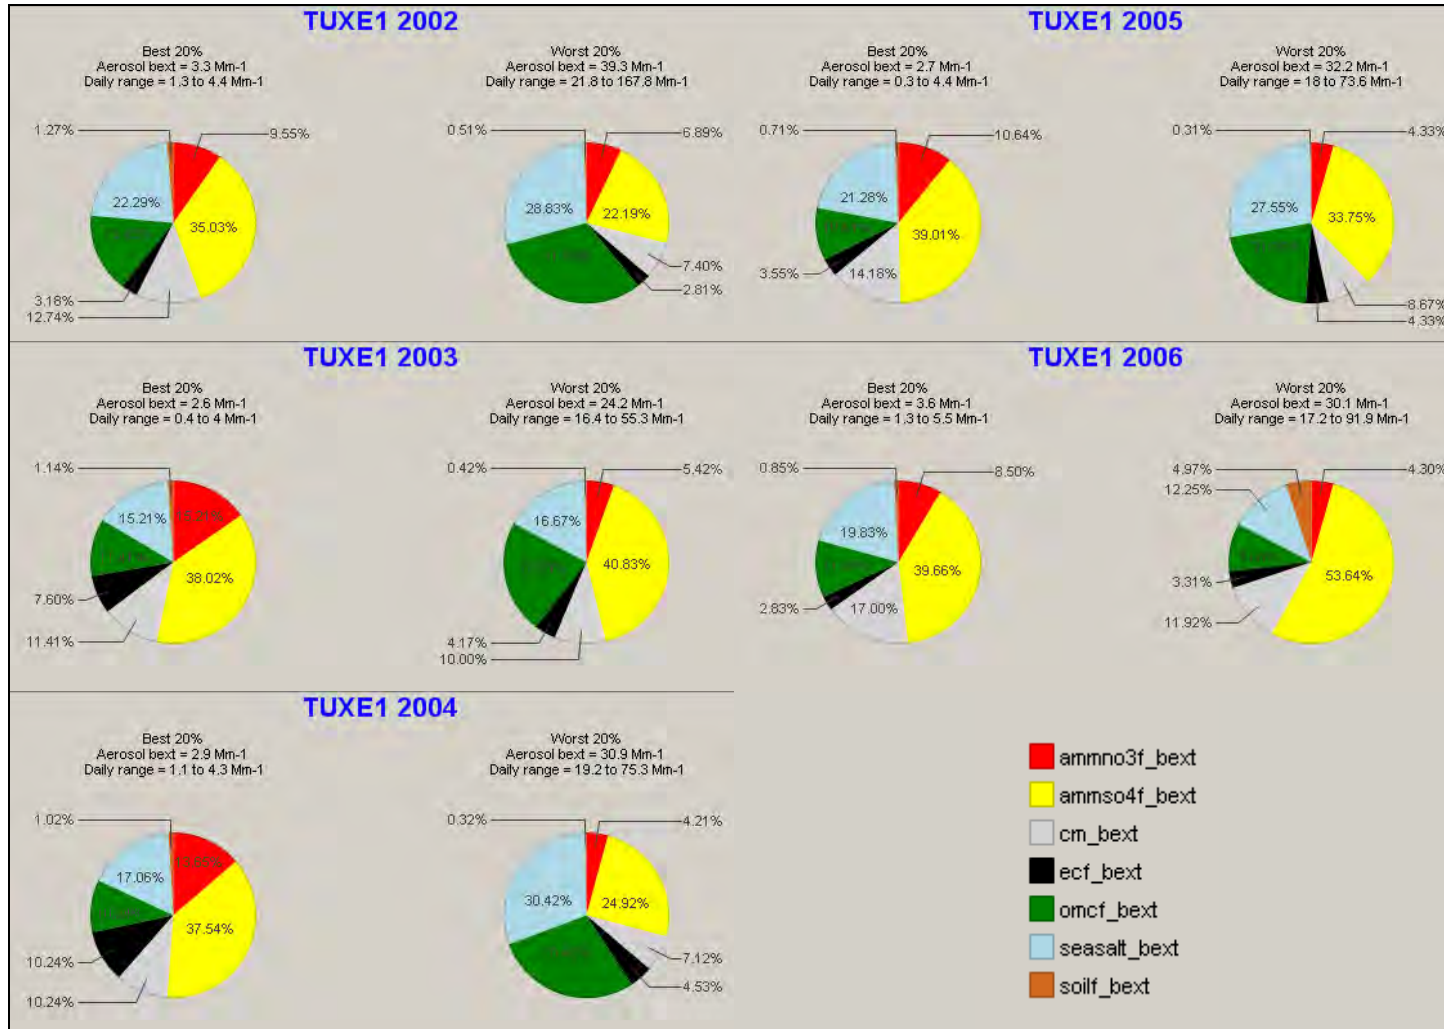 TUXE1 2002
Best 20%
Aerosol bext = 3.3 Mm-1
Daily range = 1.3 to 4.4 Mm-1
1.27%
9.55%
22.29%
35.03%
3.18%
12.74%
Worst 20%
Aerosol bext = 39.3 Mm-1
Daily range = 21.8 to 167.8 Mm-1
0.51%
6.89%
28.83%
22.19%
7.40%
2.81%
TUXE1 2005
Best 20%
Aerosol bext = 2.7 Mm-1
Daily range = 0.3 to 4.4 Mm-1
0.71%
10.64%
21.28%
39.01%
3.55%
14.18%
Worst 20%
Aerosol bext = 32.2 Mm-1
Daily range = 18 to 73.6 Mm-1
0.31%
4.33%
27.55%
33.75%
8.67%
4.33%
TUXE1 2003
Best 20%
Aerosol bext = 2.6 Mm-1
Daily range = 0.4 to 4 Mm-1
1.14%
15.21%
15.21%
38.02%
7.60%
11.41%
Worst 20%
Aerosol bext = 24.2 Mm-1
Daily range = 16.4 to 55.3 Mm-1
0.42%
5.42%
16.67%
40.83%
4.17%
10.00%
TUXE1 2006
Best 20%
Aerosol bext = 3.6 Mm-1
Daily range = 1.3 to 5.5 Mm-1
0.85%
8.50%
19.83%
39.66%
2.83%
17.00%
Worst 20%
Aerosol bext = 30.1 Mm-1
Daily range = 17.2 to 91.9 Mm-1
4.97%
4.30%
12.25%
53.64%
3.31%
11.92%
TUXE1 2004
Best 20%
Aerosol bext = 2.9 Mm-1
Daily range = 1.1 to 4.3 Mm-1
1.02%
17.06%
37.54%
10.24%
10.24%
Worst 20%
Aerosol bext = 30.9 Mm-1
Daily range = 19.2 to 75.3 Mm-1
0.32%
4.21%
30.42%
24.92%
7.12%
4.53%
ammno3f_bext
ammso4f_bext
cm_bext
ecf_bext
omcf_bext
seasalt_bext
soilf_bext